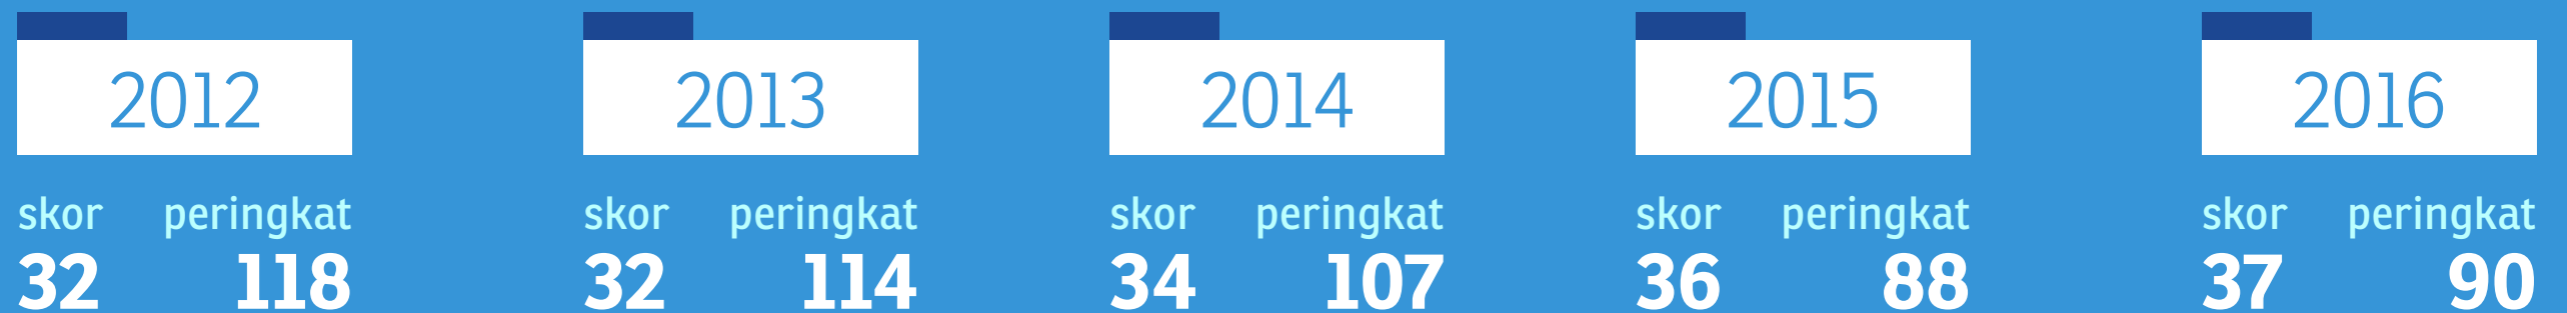 2012
skor peringkat
32 118
2013
skor peringkat
32 114
2014
skor peringkat
34 107
2015
skor peringkat
36 88
2016
skor peringkat
37 90